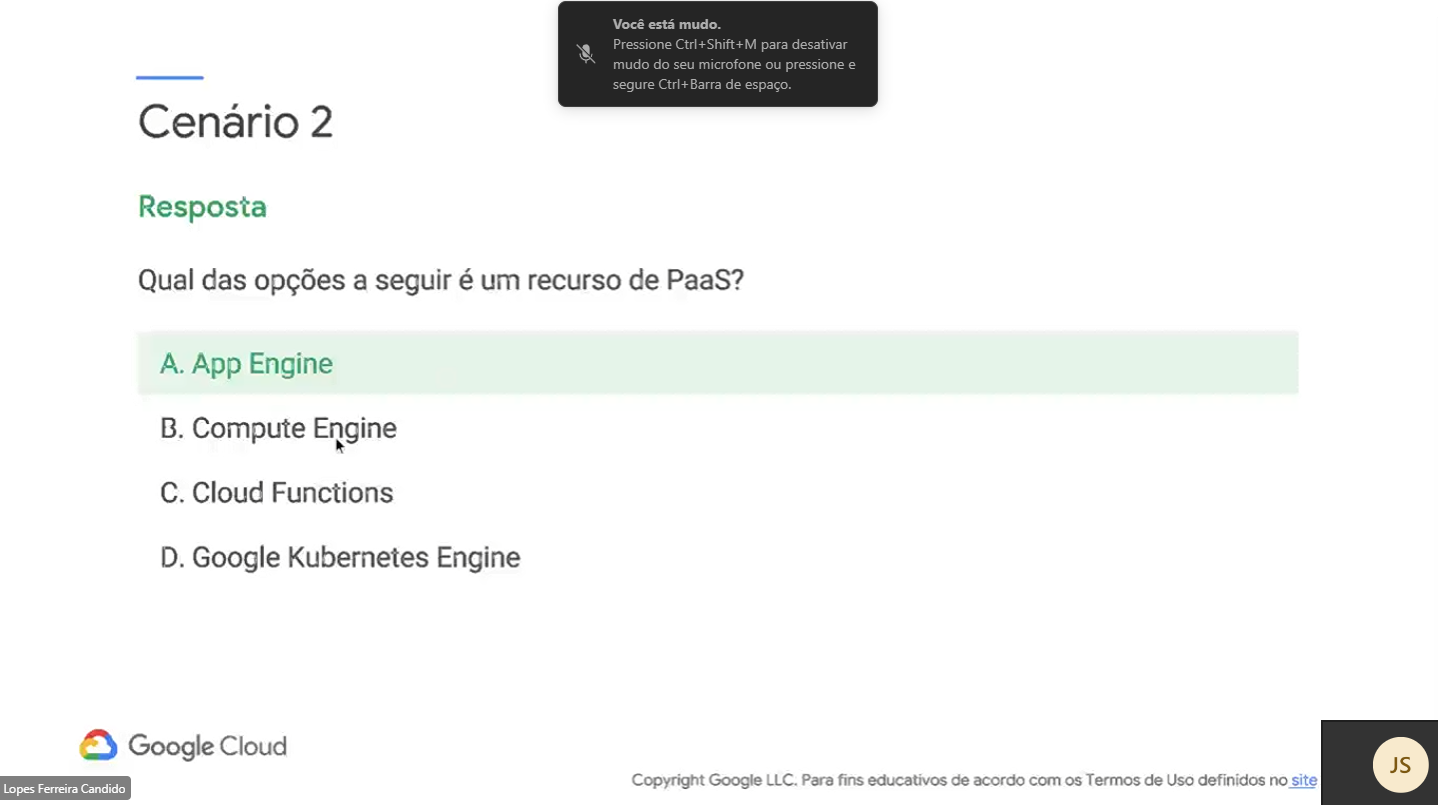 Você está mudo.
Pressione Ctrl+Shift+M para desativar
mudo do seu microfone ou pressione e
segure Ctrl+Barra de espaço.
Cenário 2
Resposta
Qual das opções a seguir é um recurso de PaaS?
A. App Engine
B. Compute Engine
C. Cloud Functions
D. Google Kubernetes Engine
Google Cloud
Copyright Google LLC. Para fins educativos de acordo com os Termos de Uso definidos no site
JS
Lopes Ferreira Candido